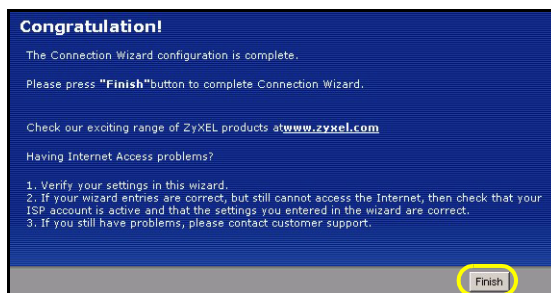 Congratulation!
The Connection Wizard configuration is complete.
Please press "Finish"button to complete Connection Wizard.
Check our exciting range of ZyXEL products atwww.zyxel.com
Having Internet Access problems?
1. Verify your settings in this wizard.
2. If your wizard entries are correct, but still cannot access the Internet, then check that your
ISP account is active and that the settings you entered in the wizard are correct.
3. If you still have problems, please contact customer support.
Finish